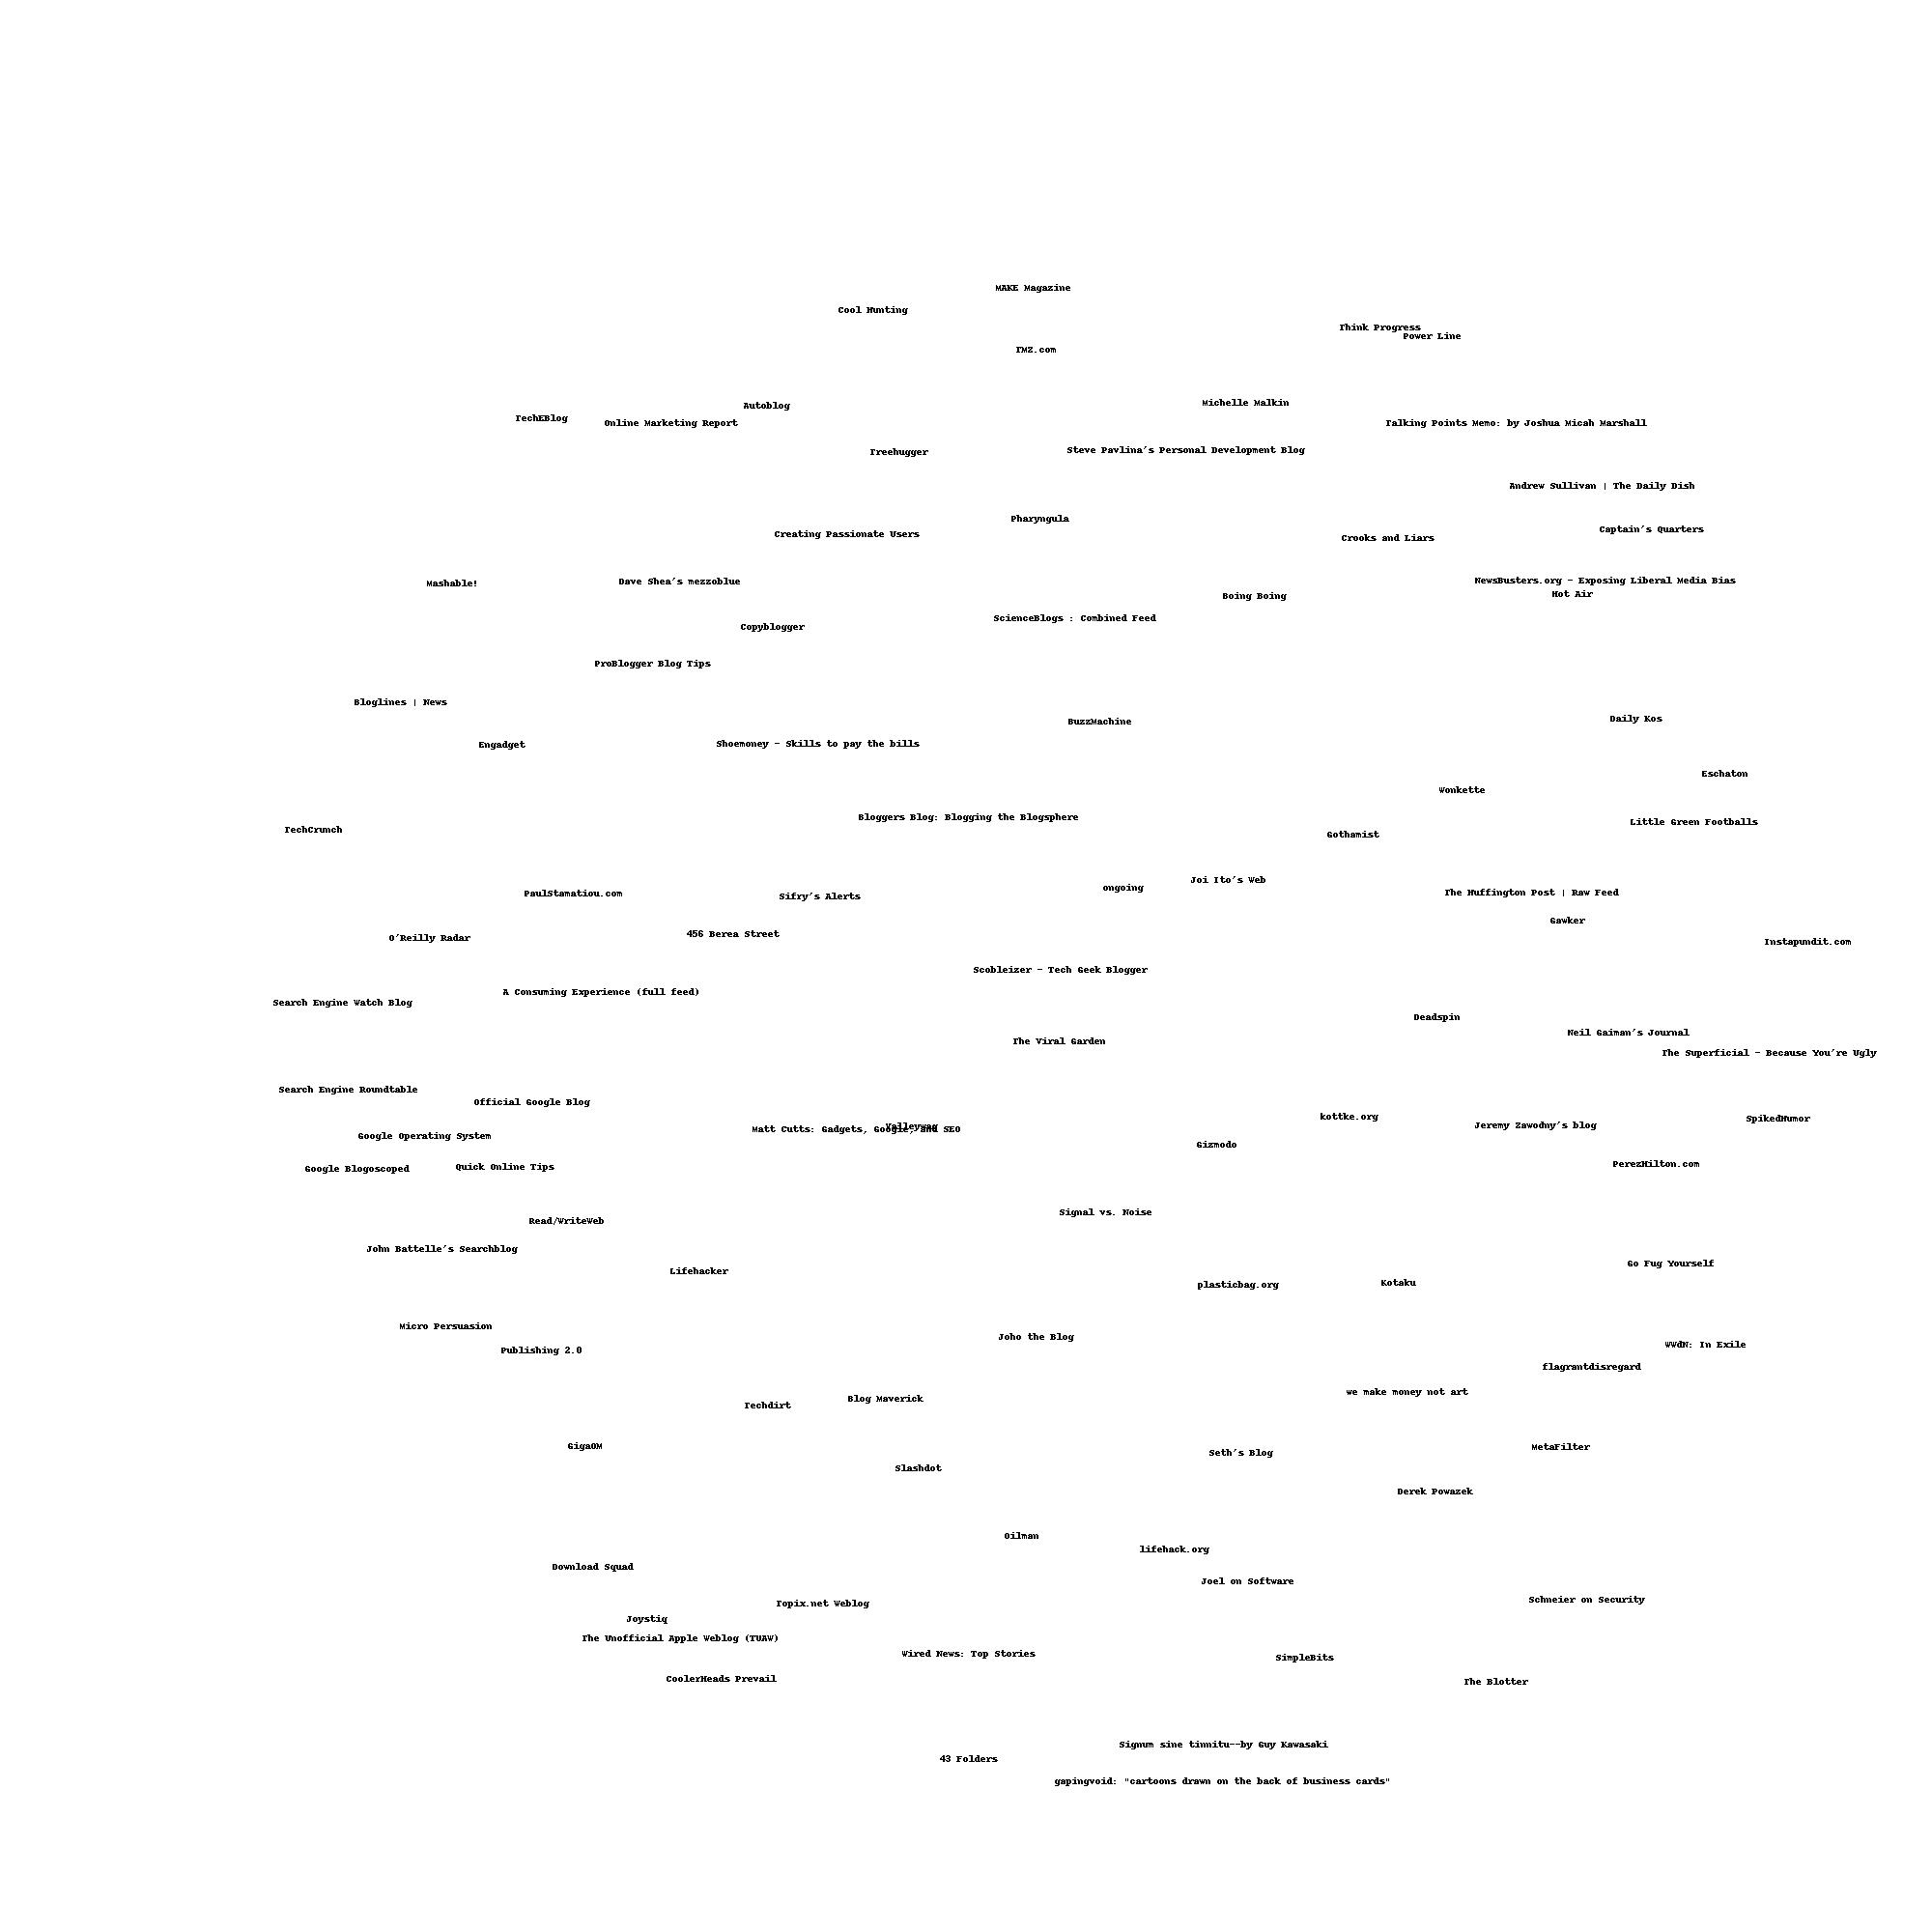 MAKE Magazine
Cool Hunting
Think Progress
Power Line
TMZ.com
Michelle Malkin
Autoblog
TechEBlog
Online Marketing Report
Talking Points Memo: by Joshua Micah Marshall
Steve Pavlina's Personal Development Blog
Treehugger
Andrew Sullivan | The Daily Dish
Pharyngula
Captain's Quarters
Creating Passionate Users
Crooks and Liars
NewsBusters.org - Exposing Liberal Media Bias
Dave Shea's mezzoblue
Mashable!
Hot Air
Boing Boing
ScienceBlogs : Combined Feed
Copyblogger
ProBlogger Blog Tips
Bloglines | News
Daily Kos
BuzzMachine
Shoemoney - Skills to pay the bills
Engadget
Eschaton
Wonkette
Bloggers Blog: Blogging the Blogsphere
Little Green Footballs
TechCrunch
Gothamist
Joi Ito's Web
ongoing
The Huffington Post | Raw Feed
PaulStamatiou.com
Sifry's Alerts
Gawker
456 Berea Street
O'Reilly Radar
Instapundit.com
Scobleizer - Tech Geek Blogger
A Consuming Experience (full feed)
Search Engine Watch Blog
Deadspin
Neil Gaiman's Journal
The Viral Garden
The Superficial - Because You're Ugly
Search Engine Roundtable
Official Google Blog
kottke.org
SpikedHumor
Jeremy Zawodny's blog
Valleywag
Matt Cutts: Gadgets, Google, and SEO
Google Operating System
Gizmodo
PerezHilton.com
Quick Online Tips
Google Blogoscoped
Signal vs. Noise
Read/WriteWeb
John Battelle's Searchblog
Go Fug Yourself
Lifehacker
Kotaku
plasticbag.org
Micro Persuasion
Joho the Blog
WWdN: In Exile
Publishing 2.0
flagrantdisregard
we make money not art
Blog Maverick
Techdirt
GigaOM
MetaFilter
Seth's Blog
Slashdot
Derek Powazek
Oilman
lifehack.org
Download Squad
Joel on Software
Schneier on Security
Topix.net Weblog
Joystiq
The Unofficial Apple Weblog (TUAW)
Wired News: Top Stories
SimpleBits
CoolerHeads Prevail
The Blotter
Signum sine tinnitu--by Guy Kawasaki
43 Folders
gapingvoid: "cartoons drawn on the back of business cards"